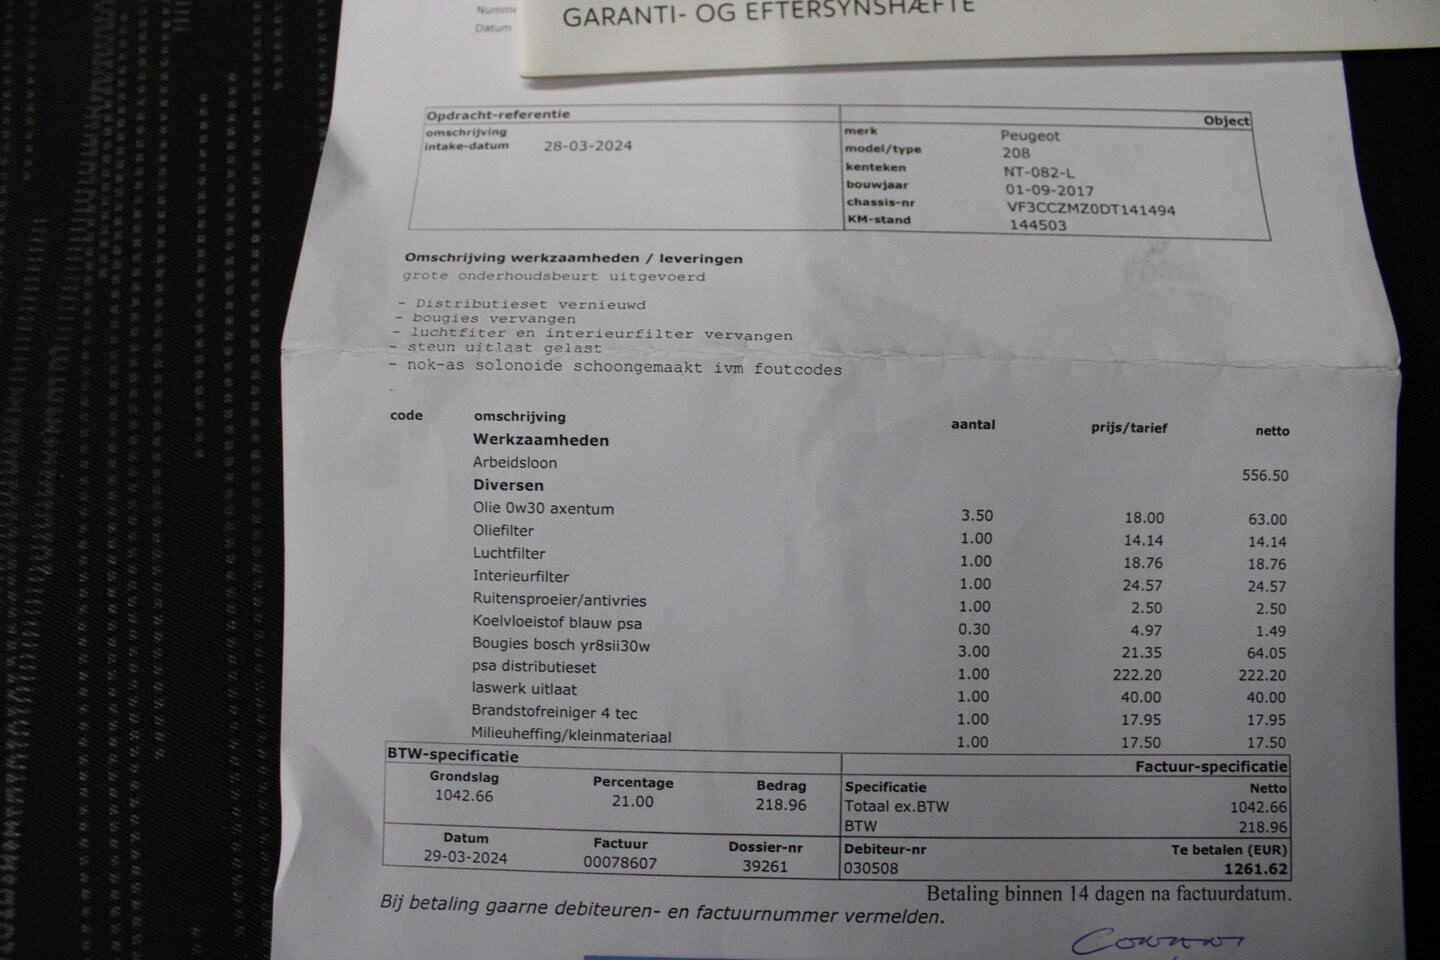 GARANTI- OG EFTERSYNSHÆFTE
Datum
Opdracht-referentie
omschrijving
intake-datum 28-03-2024
Object
merk Peugeot
model/type 208
kenteken NT-082-L
bouwjaar 01-09-2017
chassis-nr VF3CCZMZ0DT141494
KM-stand 144503
Omschrijving werkzaamheden / leveringen
grote onderhoudsbeurt uitgevoerd
- Distributieset vernieuwd
- bougies vervangen
- luchtfiter en interieurfilter vervangen
- steun uitlaat gelast
- nok-as solonoide schoongemaakt ivm foutcodes
-
code omschrijving aantal prijs/tarief netto
Werkzaamheden
Arbeidsloon 556.50
Diversen
Olie 0w30 axentum 3.50 18.00 63.00
Oliefilter 1.00 14.14 14.14
Luchtfilter 1.00 18.76 18.76
Interieurfilter 1.00 24.57 24.57
Ruitensproeier/antivries 1.00 2.50 2.50
Koelvloeistof blauw psa 0.30 4.97 1.49
Bougies bosch yr8sii30w 3.00 21.35 64.05
psa distributieset 1.00 222.20 222.20
laswerk uitlaat 1.00 40.00 40.00
Brandstofreiniger 4 tec 1.00 17.95 17.95
Milieuheffing/kleinmateriaal 1.00 17.50 17.50
BTW-specificatie
Grondslag Percentage Bedrag
1042.66 21.00 218.96
Factuur-specificatie
Specificatie Netto
Totaal ex.BTW 1042.66
BTW 218.96
Datum Factuur Dossier-nr Debiteur-nr Te betalen (EUR)
29-03-2024 00078607 39261 030508 1261.62
Betaling binnen 14 dagen na factuurdatum.
Bij betaling gaarne debiteuren- en factuurnummer vermelden.